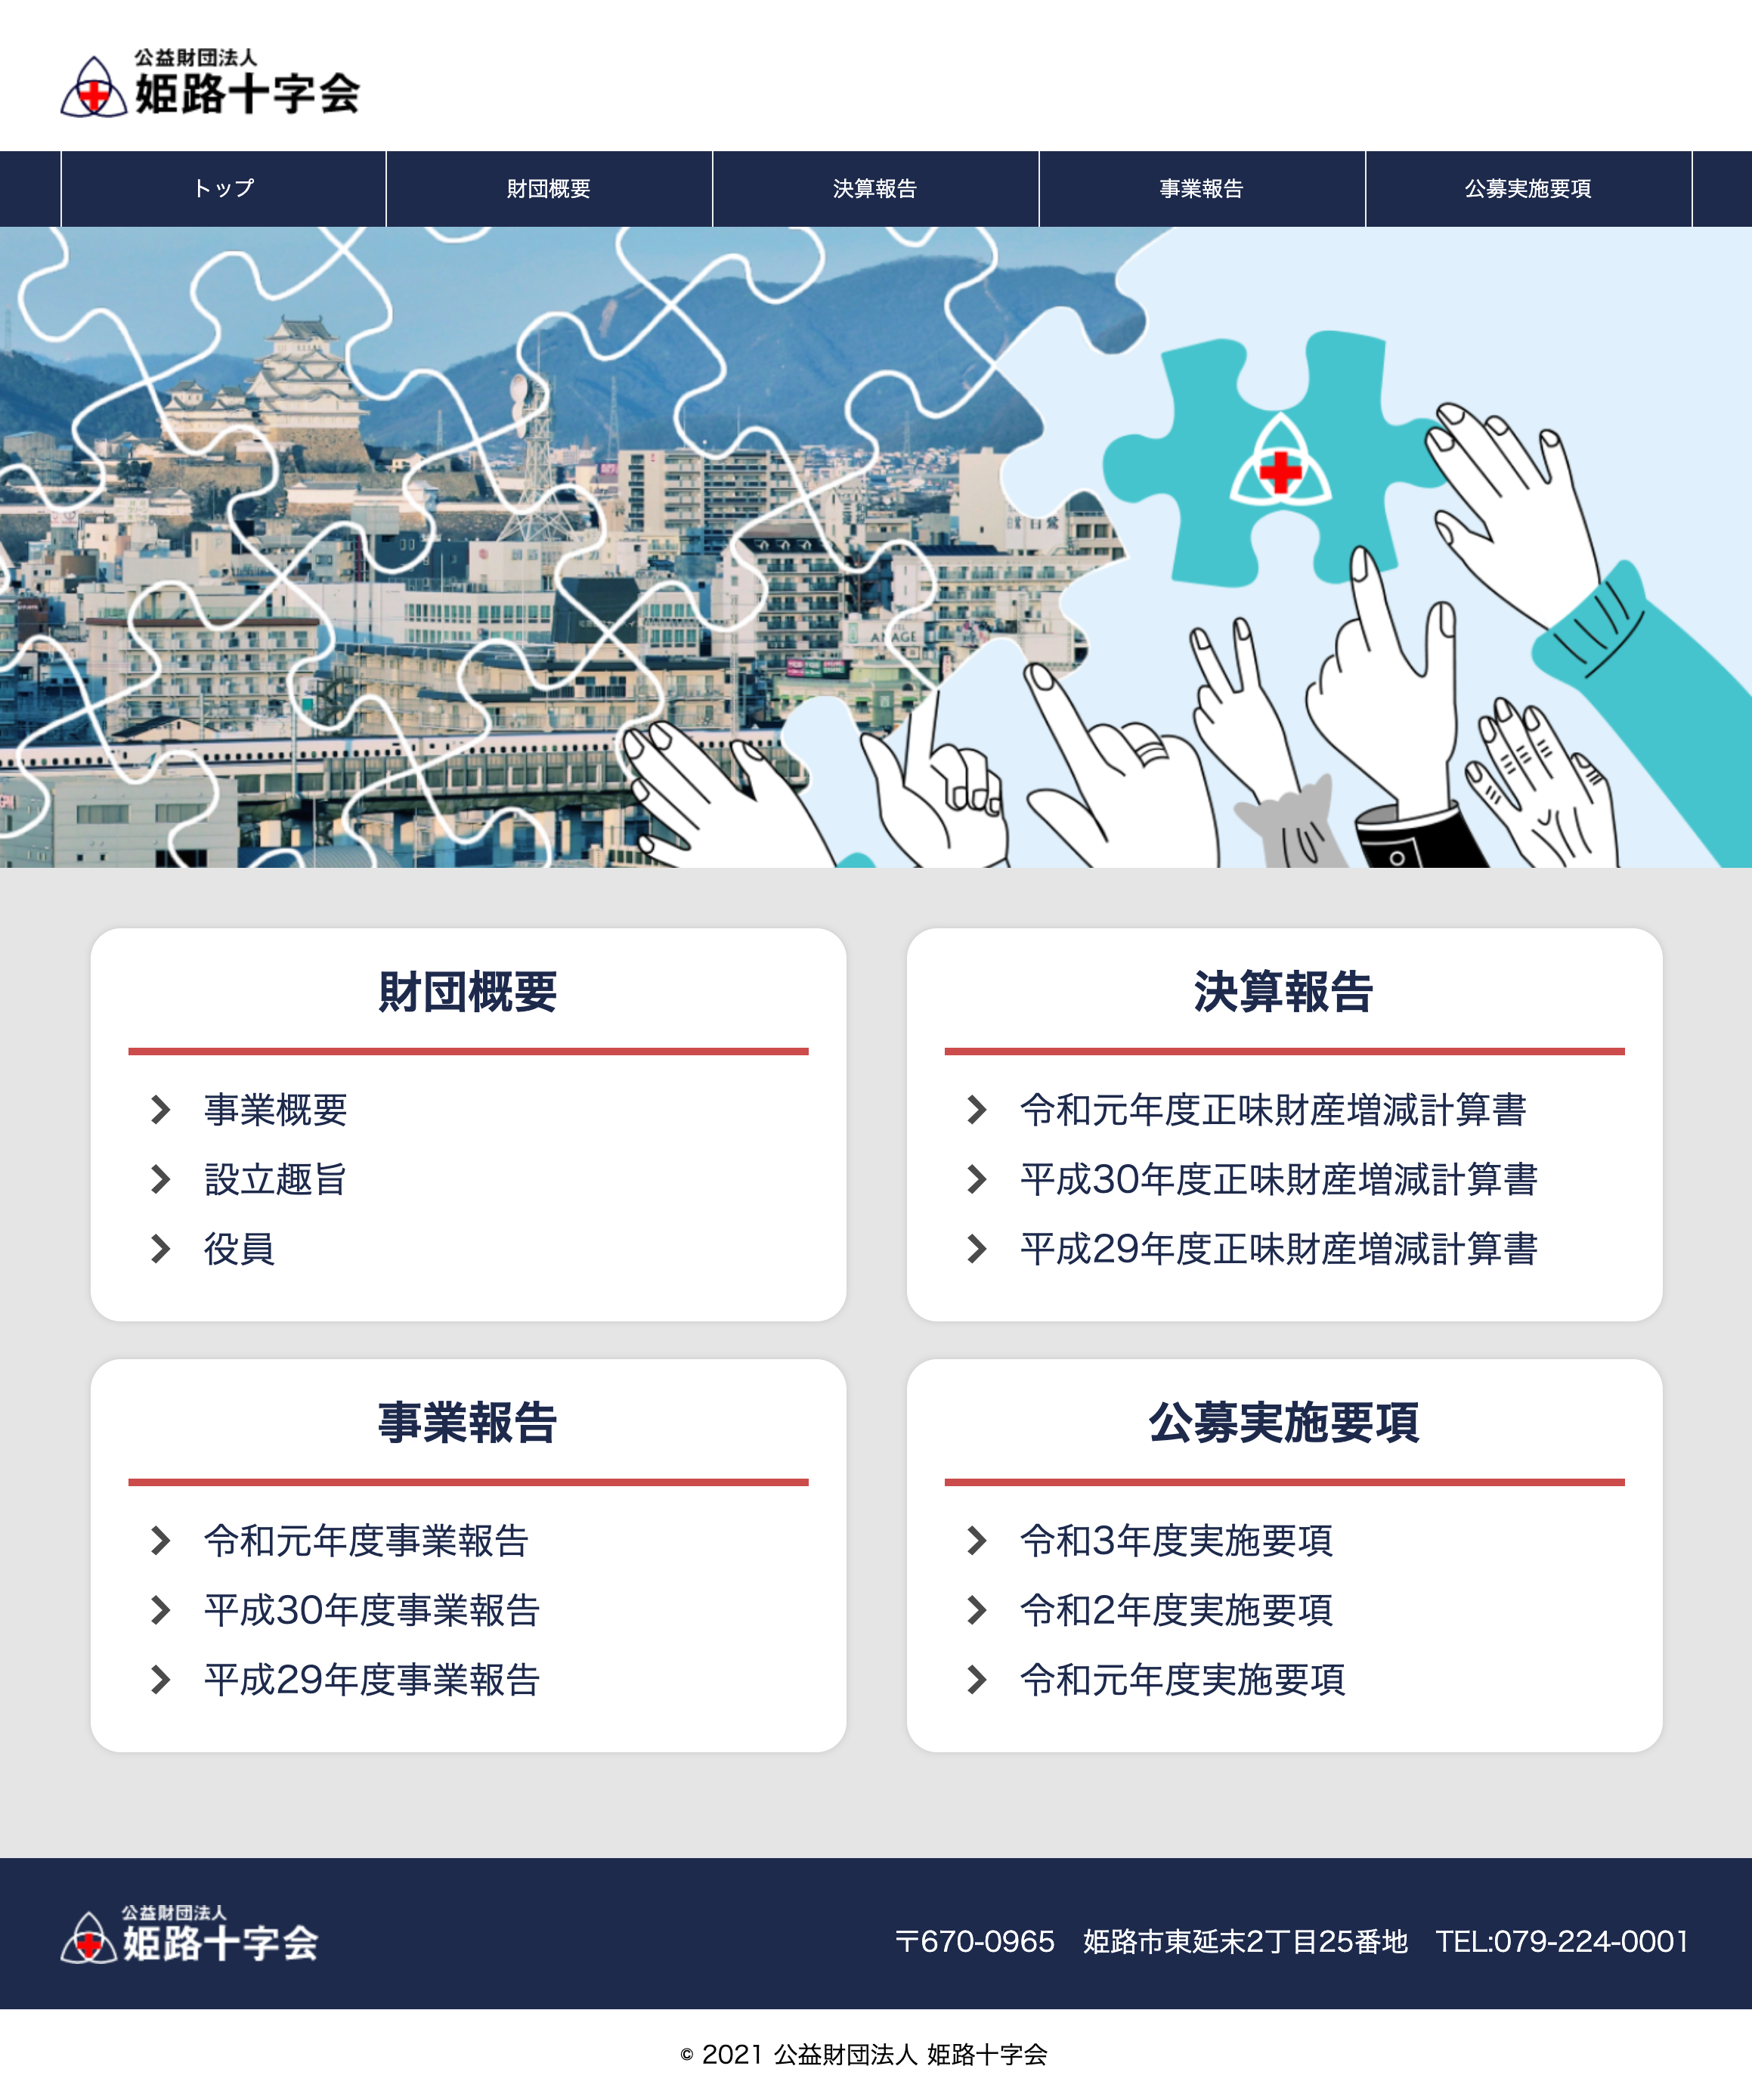 公益財団法人
姫路十字会
トップ
財団概要
決算報告
事業報告
公募実施要項
ANAGE
財団概要
事業概要
設立趣旨
役員
決算報告
令和元年度正味財産増減計算書
平成30年度正味財産増減計算書
平成29年度正味財産増減計算書
事業報告
令和元年度事業報告
平成30年度事業報告
平成29年度事業報告
公募実施要項
令和3年度実施要項
令和2年度実施要項
令和元年度実施要項
公益財団法人
姫路十字会
〒670-0965　姫路市東延末2丁目25番地　TEL:079-224-0001
© 2021 公益財団法人 姫路十字会